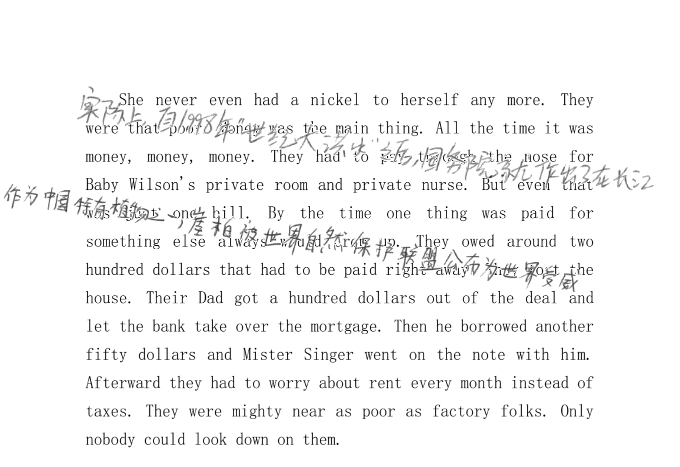 She never even had a nickel to herself any more. They
实际上,自1998年“世纪大洪水”之后,国务院就作出了在长江
were that poor. Money was the main thing. All the time it was
money, money, money. They had to pay through the nose for
Baby Wilson's private room and private nurse. But even that
作为中国特有植物之一,崖柏被世界自然保护联盟公布为世界受威
was just one bill. By the time one thing was paid for
something else always would crop up. They owed around two
hundred dollars that had to be paid right away. They lost the
house. Their Dad got a hundred dollars out of the deal and
let the bank take over the mortgage. Then he borrowed another
fifty dollars and Mister Singer went on the note with him.
Afterward they had to worry about rent every month instead of
taxes. They were mighty near as poor as factory folks. Only
nobody could look down on them.